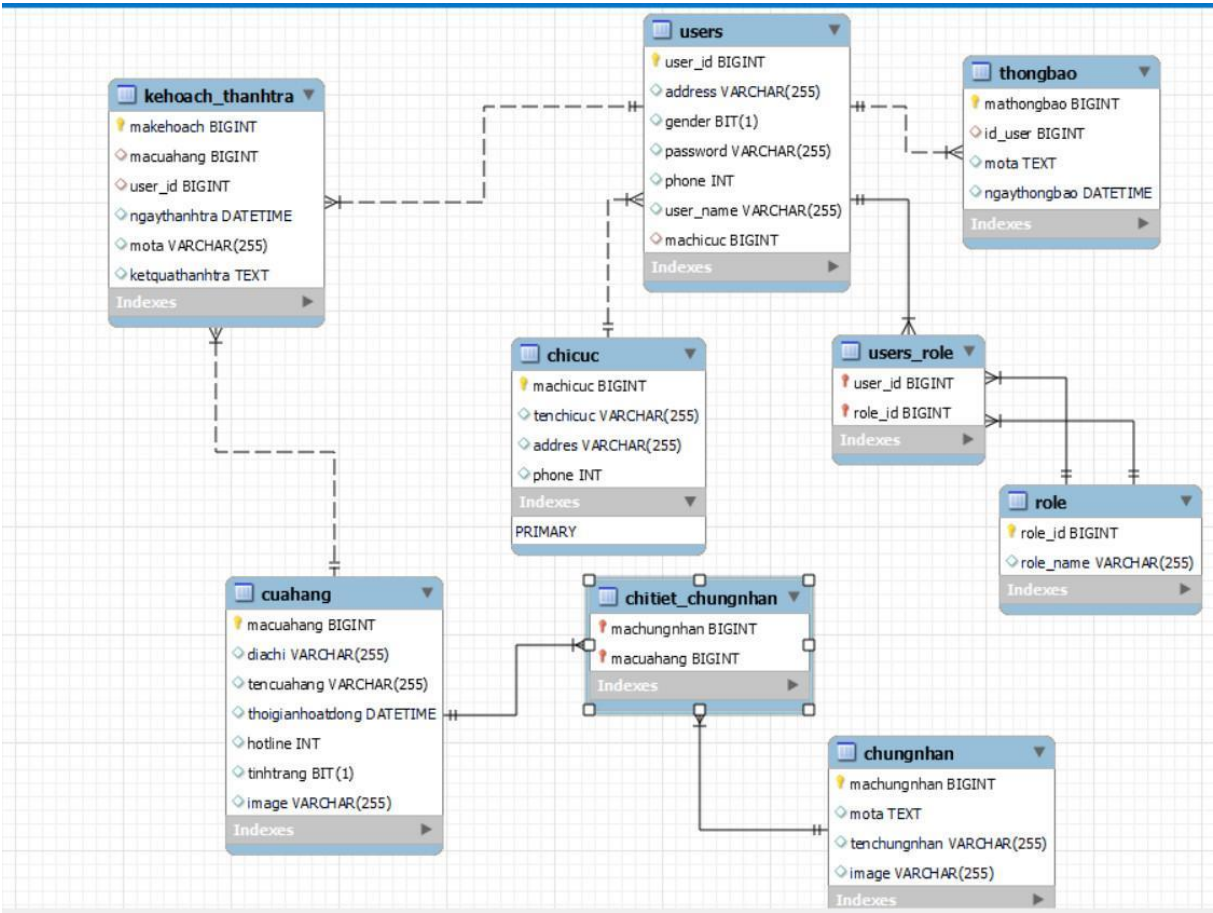 users
user_id BIGINT
address VARCHAR(255)
gender BIT(1)
password VARCHAR(255)
phone INT
user_name VARCHAR(255)
machicuc BIGINT
Indexes
thongbao
mathongbao BIGINT
id_user BIGINT
mota TEXT
ngaythongbao DATETIME
Indexes
kehoach_thanhtra
makehoach BIGINT
macuahang BIGINT
user_id BIGINT
ngaythanhtra DATETIME
mota VARCHAR(255)
ketquathanhtra TEXT
Indexes
chicuc
machicuc BIGINT
tenchicuc VARCHAR(255)
addres VARCHAR(255)
phone INT
Indexes
PRIMARY
users_role
user_id BIGINT
role_id BIGINT
Indexes
role
role_id BIGINT
role_name VARCHAR(255)
Indexes
cuahang
macuahang BIGINT
diachi VARCHAR(255)
tencuahang VARCHAR(255)
thoigianhoatdong DATETIME
hotline INT
tinhtrang BIT(1)
image VARCHAR(255)
Indexes
chitiet_chungnhan
machungnhan BIGINT
macuahang BIGINT
Indexes
chungnhan
machungnhan BIGINT
mota TEXT
tenchungnhan VARCHAR(255)
image VARCHAR(255)
Indexes